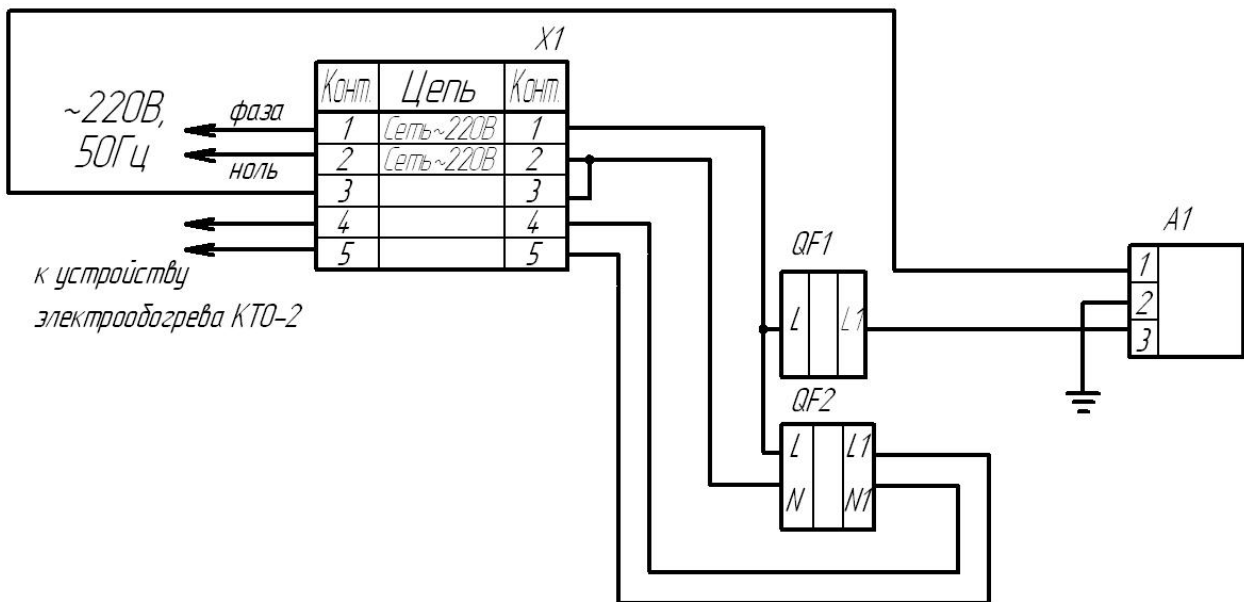 X1
Конт. Цепь Конт.
~220В,
50Гц
фаза
ноль
1 Сеть~220В 1
2 Сеть~220В 2
3 3
4 4
5 5
к устройству
электрообогрева КТО-2
QF1
L L1
QF2
L L1
N N1
A1
1
2
3